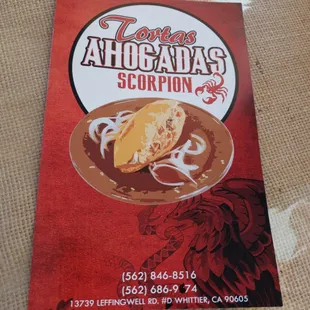 Tortas
AHOGADAS
SCORPION
(562) 846-8516
(562)
13739 LEFFINGWELL RD. #D WHITTIER, CA 90605